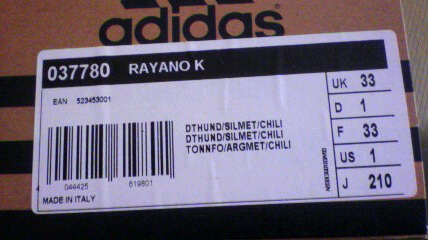 adidas
037780 RAYANO K
EAN 523453001
DTHUND/SILMET/CHILI
DTHUND/SILMET/CHILI
TONNFO/ARGMET/CHILI
044425 619801
MADE IN ITALY
UK 33
D 1
F 33
US 1
J 210